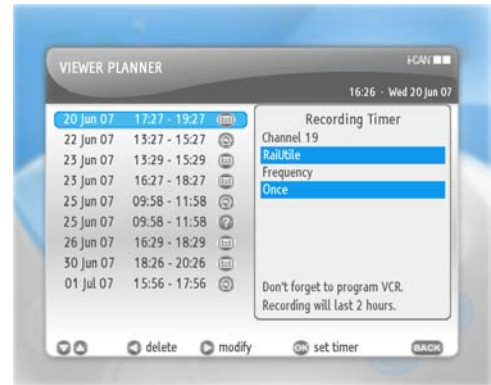 VIEWER PLANNER
i-CAN
16:26 · Wed 20 Jun 07
20 Jun 07 17:27 - 19:27
22 Jun 07 13:27 - 15:27
23 Jun 07 13:29 - 15:29
23 Jun 07 16:27 - 18:27
25 Jun 07 09:58 - 11:58
25 Jun 07 09:58 - 11:58 ?
26 Jun 07 16:29 - 18:29
30 Jun 07 18:26 - 20:26
01 Jul 07 15:56 - 17:56
Recording Timer
Channel 19
RaiUtile
Frequency
Once
Don't forget to program VCR.
Recording will last 2 hours.
delete
modify
OK set timer
BACK